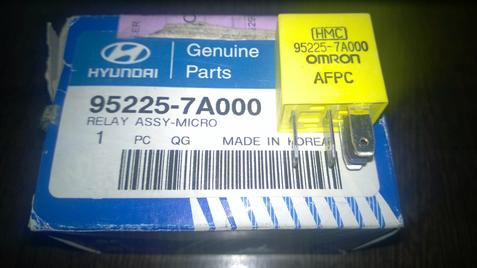 HYUNDAI
Genuine
Parts
95225-7A000
RELAY ASSY-MICRO
1 PC QG MADE IN KOREA
HMC
95225-7A000
OMRON
AFPC